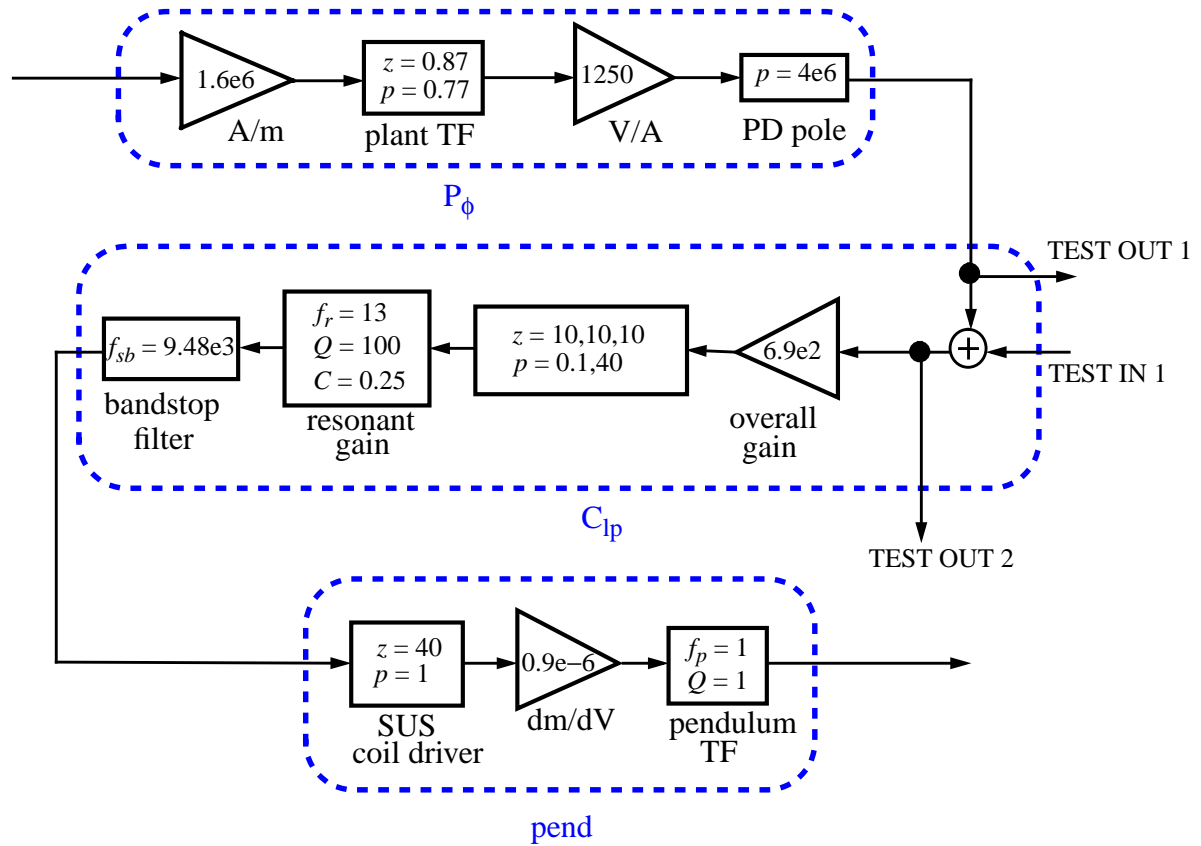 1.6e6
A/m
z = 0.87
p = 0.77
plant TF
1250
V/A
p = 4e6
PD pole
Pϕ
TEST OUT 1
TEST IN 1
+
6.9e2
overall
gain
z = 10,10,10
p = 0.1,40
fr = 13
Q = 100
C = 0.25
resonant
gain
fsb = 9.48e3
bandstop
filter
Clp
TEST OUT 2
z = 40
p = 1
SUS
coil driver
0.9e−6
dm/dV
fp = 1
Q = 1
pendulum
TF
pend